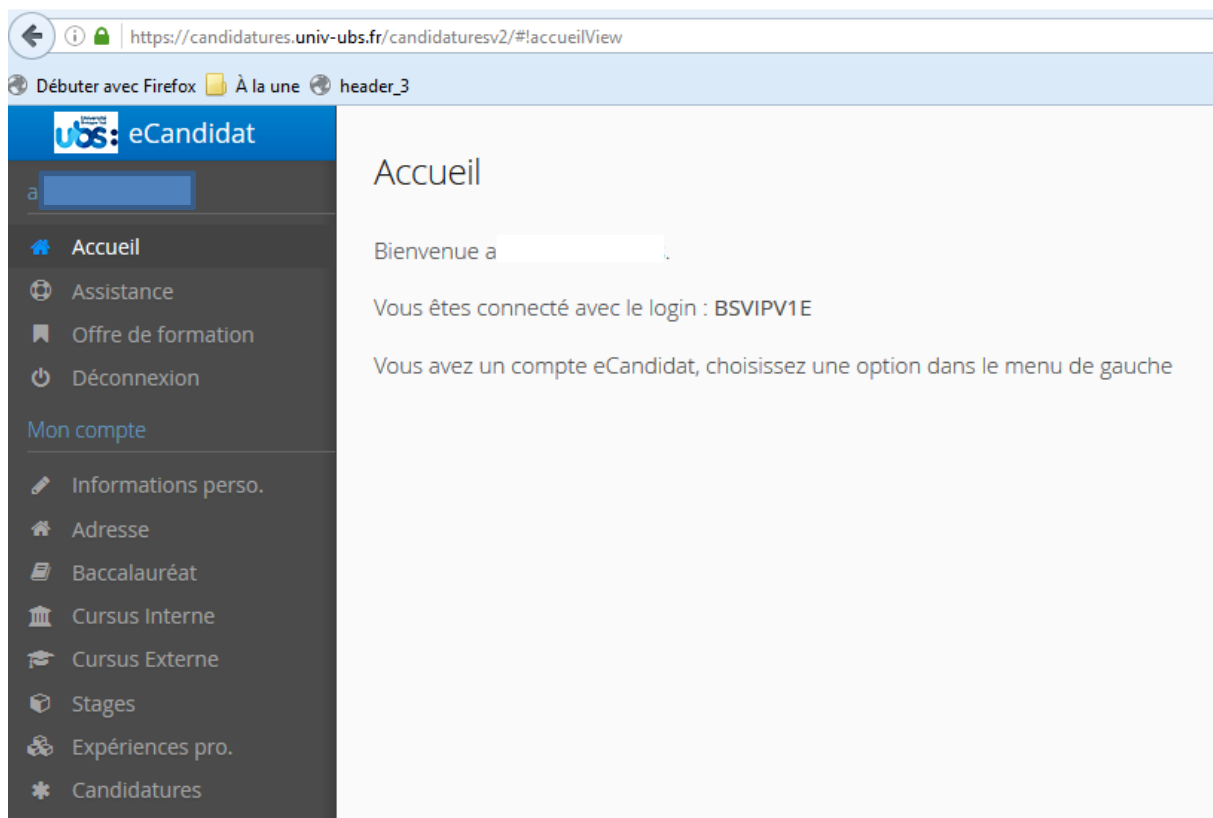 https://candidatures.univ-ubs.fr/candidaturesv2/#!accueilView
Débuter avec Firefox À la une header_3
ubs: eCandidat
a
Accueil
Assistance
Offre de formation
Déconnexion
Mon compte
Informations perso.
Adresse
Baccalauréat
Cursus Interne
Cursus Externe
Stages
Expériences pro.
Candidatures
Accueil
Bienvenue a .
Vous êtes connecté avec le login : BSVIPV1E
Vous avez un compte eCandidat, choisissez une option dans le menu de gauche